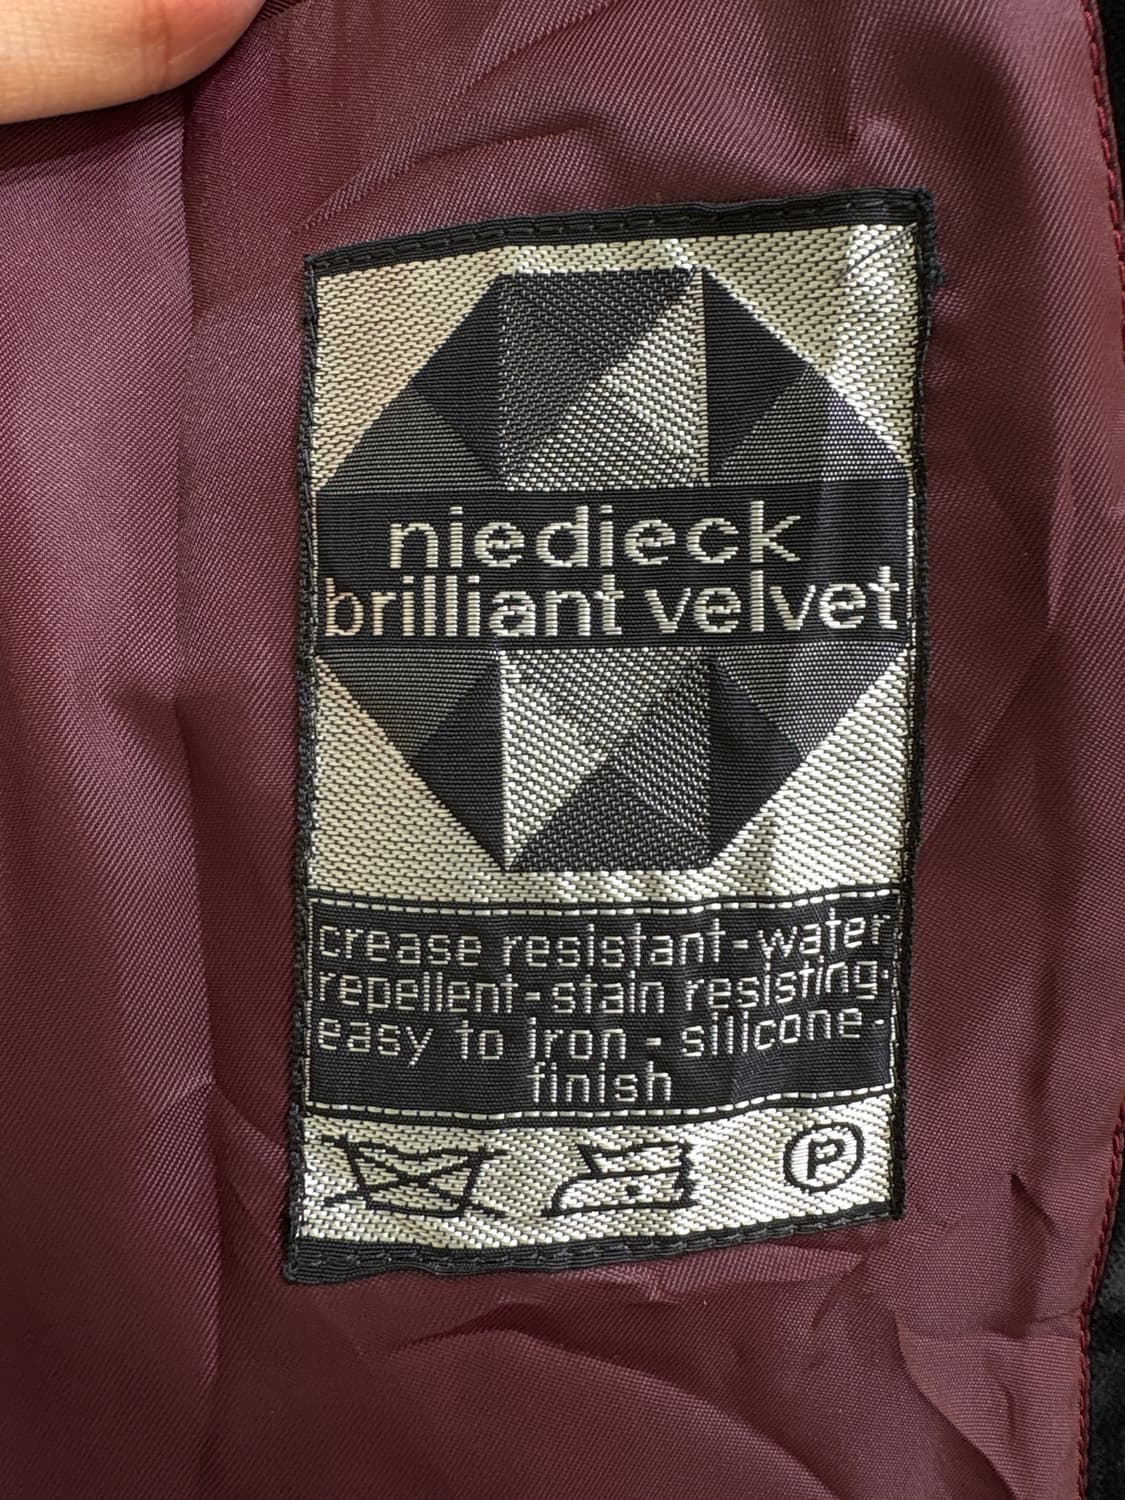 niedieck
brilliant velvet
crease resistant-water
repellent-stain resisting-
easy to iron - silicone-
finish
P